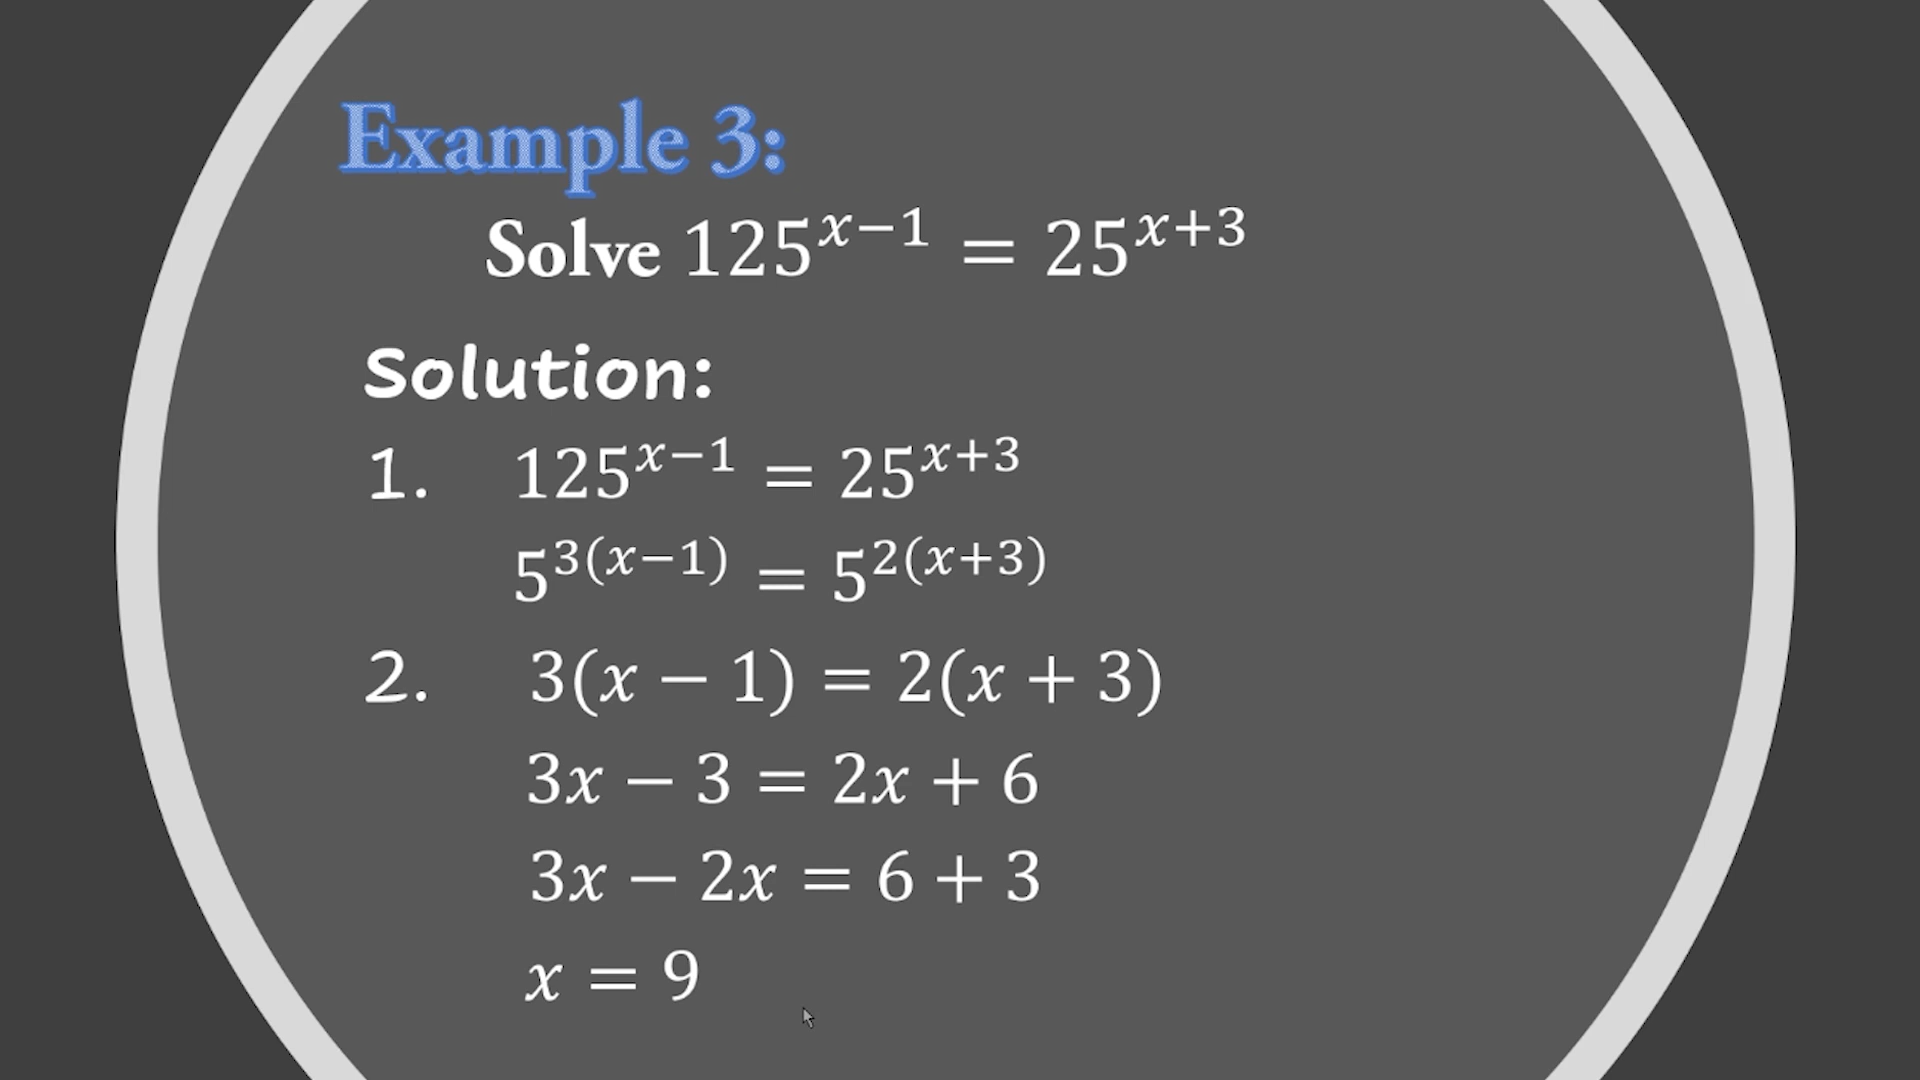 Example 3:
Solve 125^{x−1} = 25^{x+3}
Solution:
1. 125^{x−1} = 25^{x+3}
5^{3(x−1)} = 5^{2(x+3)}
2. 3(x − 1) = 2(x + 3)
3x − 3 = 2x + 6
3x − 2x = 6 + 3
x = 9